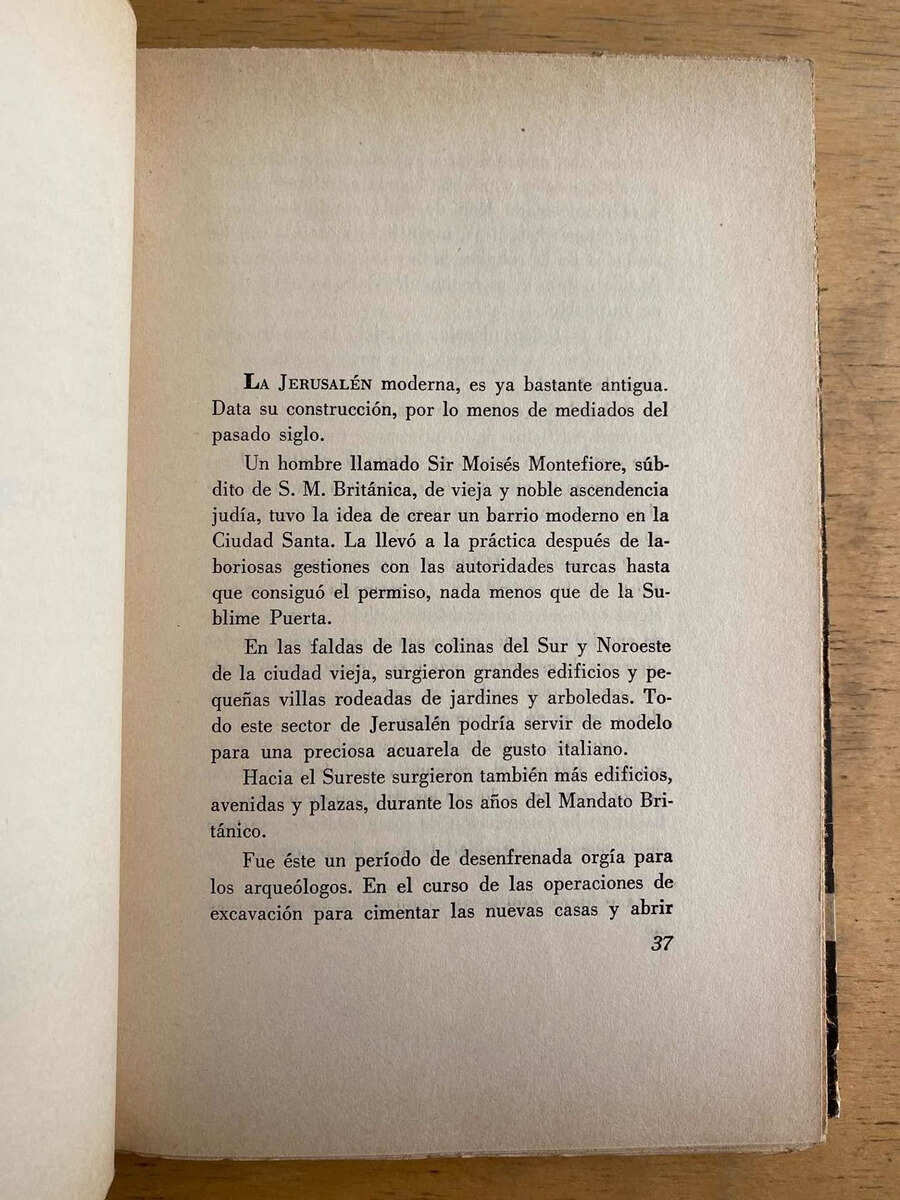 LA JERUSALÉN moderna, es ya bastante antigua.
Data su construcción, por lo menos de mediados del
pasado siglo.
Un hombre llamado Sir Moisés Montefiore, súb-
dito de S. M. Británica, de vieja y noble ascendencia
judía, tuvo la idea de crear un barrio moderno en la
Ciudad Santa. La llevó a la práctica después de la-
boriosas gestiones con las autoridades turcas hasta
que consiguó el permiso, nada menos que de la Su-
blime Puerta.
En las faldas de las colinas del Sur y Noroeste
de la ciudad vieja, surgieron grandes edificios y pe-
queñas villas rodeadas de jardines y arboledas. To-
do este sector de Jerusalén podría servir de modelo
para una preciosa acuarela de gusto italiano.
Hacia el Sureste surgieron también más edificios,
avenidas y plazas, durante los años del Mandato Bri-
tánico.
Fue éste un período de desenfrenada orgía para
los arqueólogos. En el curso de las operaciones de
excavación para cimentar las nuevas casas y abrir
37